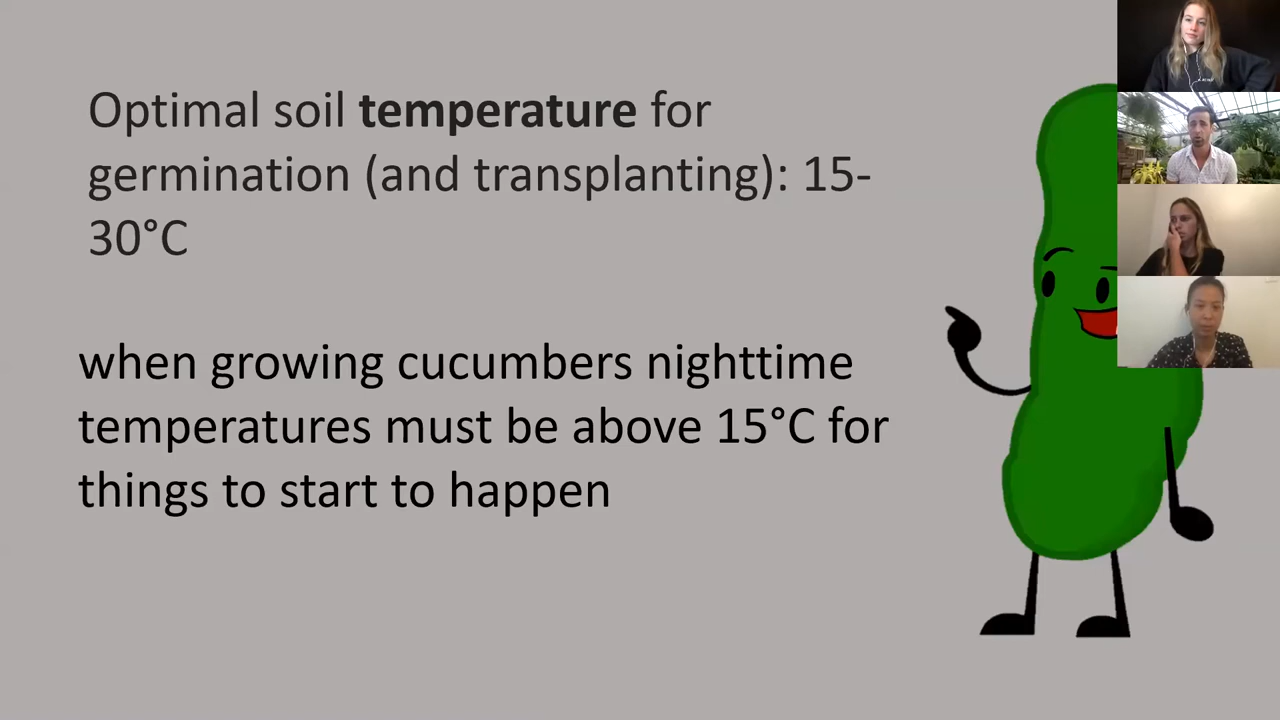 Optimal soil temperature for
germination (and transplanting): 15-
30°C
when growing cucumbers nighttime
temperatures must be above 15°C for
things to start to happen